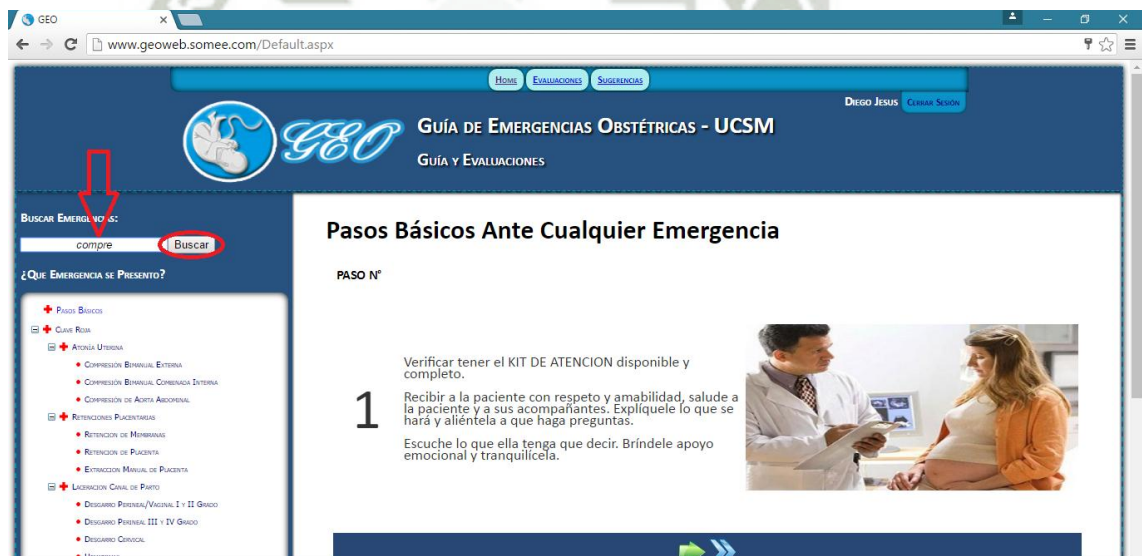 GEO
www.geoweb.somee.com/Default.aspx
Home Evaluaciones Sugerencias
Diego Jesus Cerrar Sesión
GEO
Guía de Emergencias Obstétricas - UCSM
Guía y Evaluaciones
Buscar Emergencias:
compre Buscar
¿Que Emergencia se Presento?
Pasos Básicos
Clave Roja
Atonía Uterina
Compresión Bimanual Externa
Compresión Bimanual Combinada Interna
Compresión de Aorta Abdominal
Retenciones Placentarias
Retencion de Membranas
Retencion de Placenta
Extraccion Manual de Placenta
Laceracion Canal de Parto
Desgarro Perineal/Vaginal I y II Grado
Desgarro Perineal III y IV Grado
Desgarro Cervical
Pasos Básicos Ante Cualquier Emergencia
PASO N°
1
Verificar tener el KIT DE ATENCION disponible y
completo.
Recibir a la paciente con respeto y amabilidad, salude a
la paciente y a sus acompañantes. Explíquele lo que se
hará y aliéntela a que haga preguntas.
Escuche lo que ella tenga que decir. Bríndele apoyo
emocional y tranquilícela.